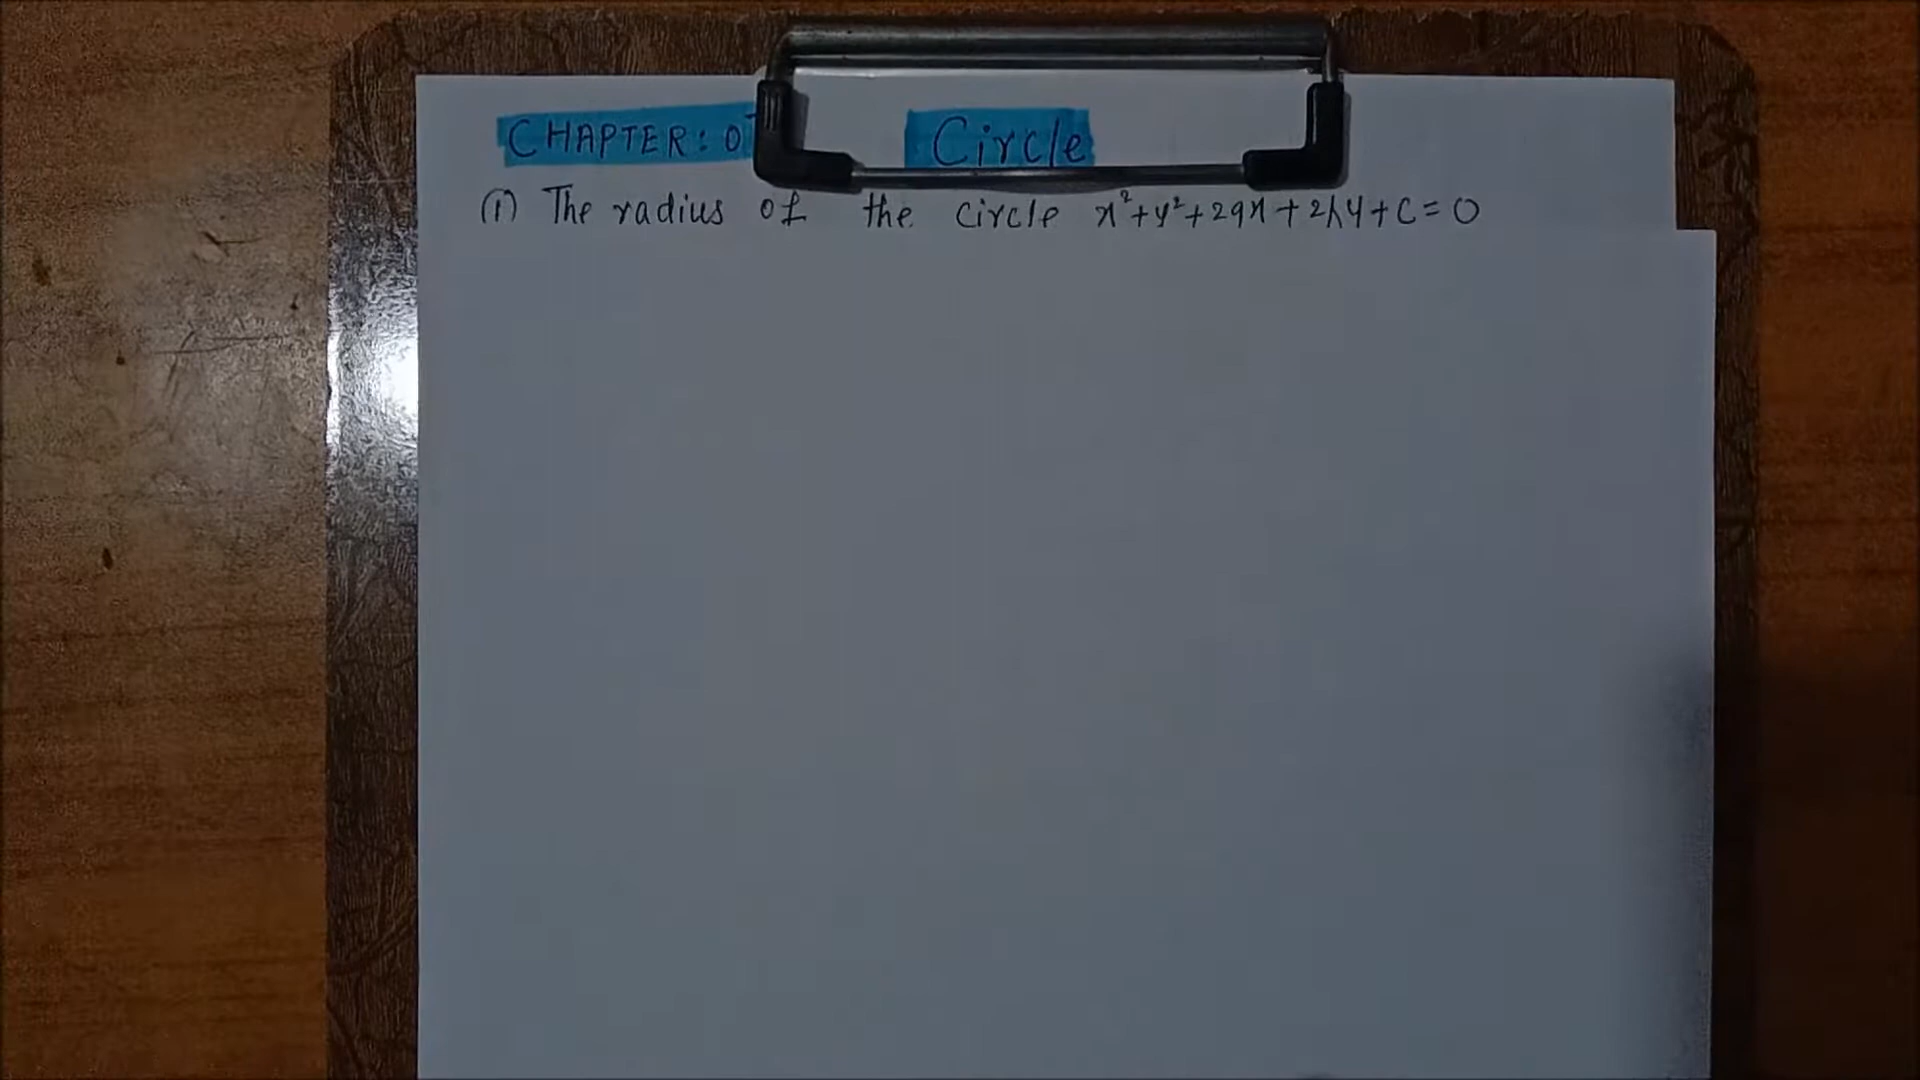 CHAPTER: 0 Circle
(1) The radius of the circle x²+y²+2gx+2hy+c=0